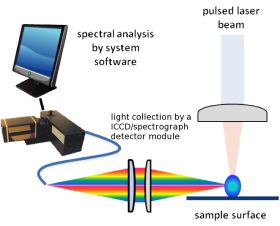 pulsed laser
beam
spectral analysis
by system
software
light collection by a
ICCD/spectrograph
detector module
sample surface